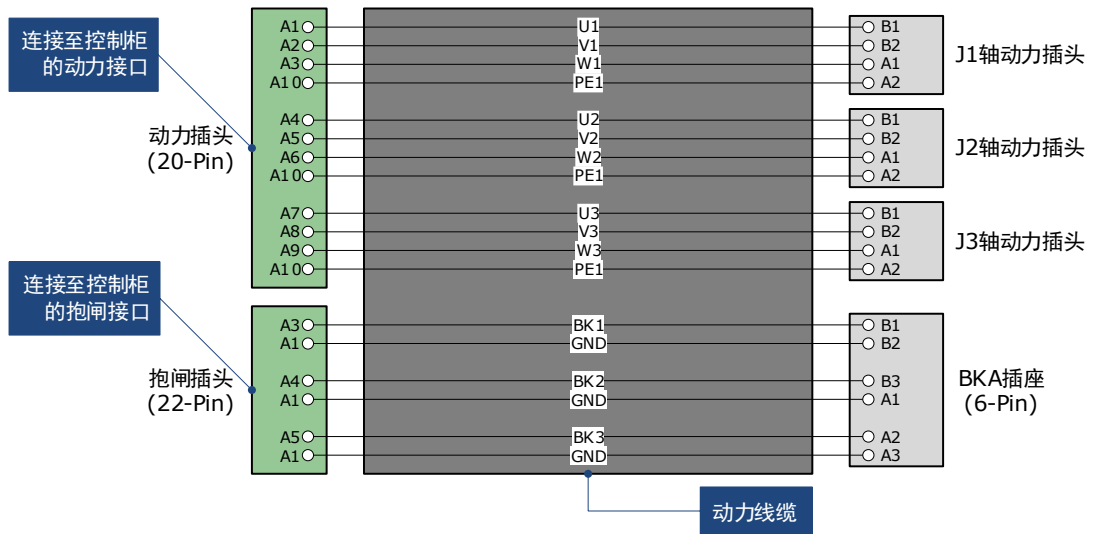 连接至控制柜
的动力接口
动力插头
(20-Pin)
A1 U1 B1
A2 V1 B2
A3 W1 A1
A10 PE1 A2
J1轴动力插头
A4 U2 B1
A5 V2 B2
A6 W2 A1
A10 PE1 A2
J2轴动力插头
A7 U3 B1
A8 V3 B2
A9 W3 A1
A10 PE1 A2
J3轴动力插头
连接至控制柜
的抱闸接口
抱闸插头
(22-Pin)
A3 BK1 B1
A1 GND B2
A4 BK2 B3
A1 GND A1
A5 BK3 A2
A1 GND A3
BKA插座
(6-Pin)
动力线缆